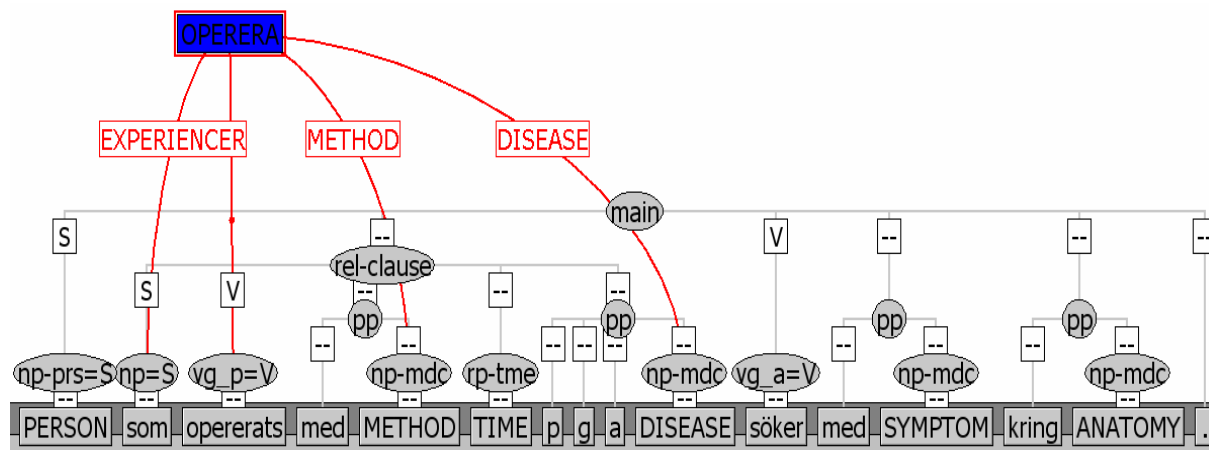 OPERERA
EXPERIENCER METHOD DISEASE
main
S -- V -- -- --
rel-clause
S V -- -- --
pp pp pp pp
-- -- -- -- -- -- -- -- -- --
np-prs=S np=S vg_p=V np-mdc rp-tme np-mdc vg_a=V np-mdc np-mdc
-- -- -- -- -- -- -- -- --
PERSON som opererats med METHOD TIME p g a DISEASE söker med SYMPTOM kring ANATOMY .